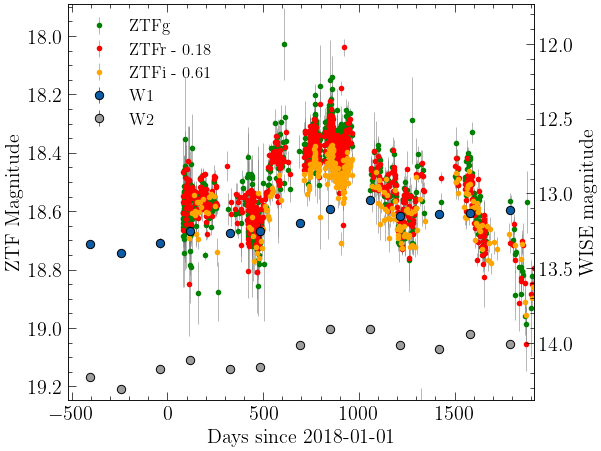 ZTFg
ZTFr - 0.18
ZTFi - 0.61
W1
W2
18.0
18.2
18.4
18.6
18.8
19.0
19.2
ZTF Magnitude
12.0
12.5
13.0
13.5
14.0
WISE magnitude
−500
0
500
1000
1500
Days since 2018-01-01